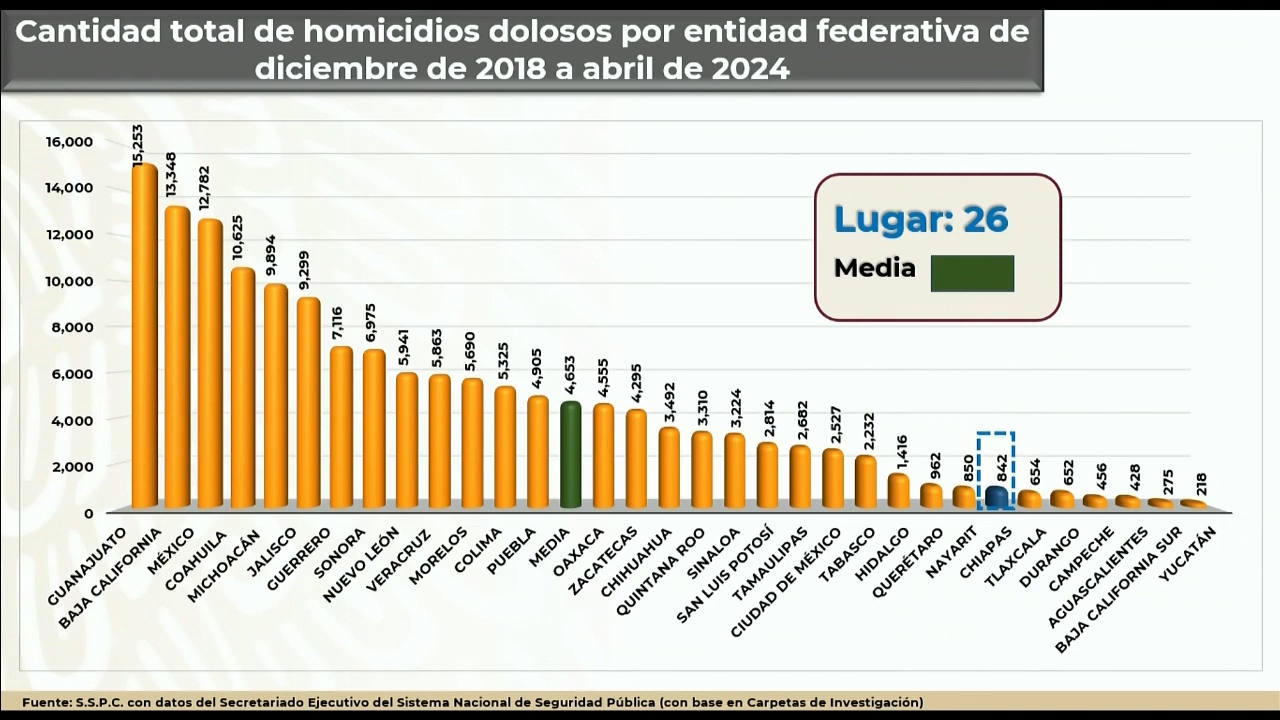 Cantidad total de homicidios dolosos por entidad federativa de
diciembre de 2018 a abril de 2024
16,000
14,000
12,000
10,000
8,000
6,000
4,000
2,000
0
15,253
13,348
12,782
10,625
9,894
9,299
7,116
6,975
5,941
5,863
5,690
5,325
4,905
4,653
4,555
4,295
3,492
3,310
3,224
2,814
2,682
2,527
2,232
1,416
962
850
842
654
652
456
428
275
218
Lugar: 26
Media
GUANAJUATO
BAJA CALIFORNIA
MÉXICO
COAHUILA
MICHOACÁN
JALISCO
GUERRERO
SONORA
NUEVO LEÓN
VERACRUZ
MORELOS
COLIMA
PUEBLA
MEDIA
OAXACA
ZACATECAS
CHIHUAHUA
QUINTANA ROO
SINALOA
SAN LUIS POTOSÍ
TAMAULIPAS
CIUDAD DE MÉXICO
TABASCO
HIDALGO
QUERÉTARO
NAYARIT
CHIAPAS
TLAXCALA
DURANGO
CAMPECHE
AGUASCALIENTES
BAJA CALIFORNIA SUR
YUCATÁN
Fuente: S.S.P.C. con datos del Secretariado Ejecutivo del Sistema Nacional de Seguridad Pública (con base en Carpetas de Investigación)